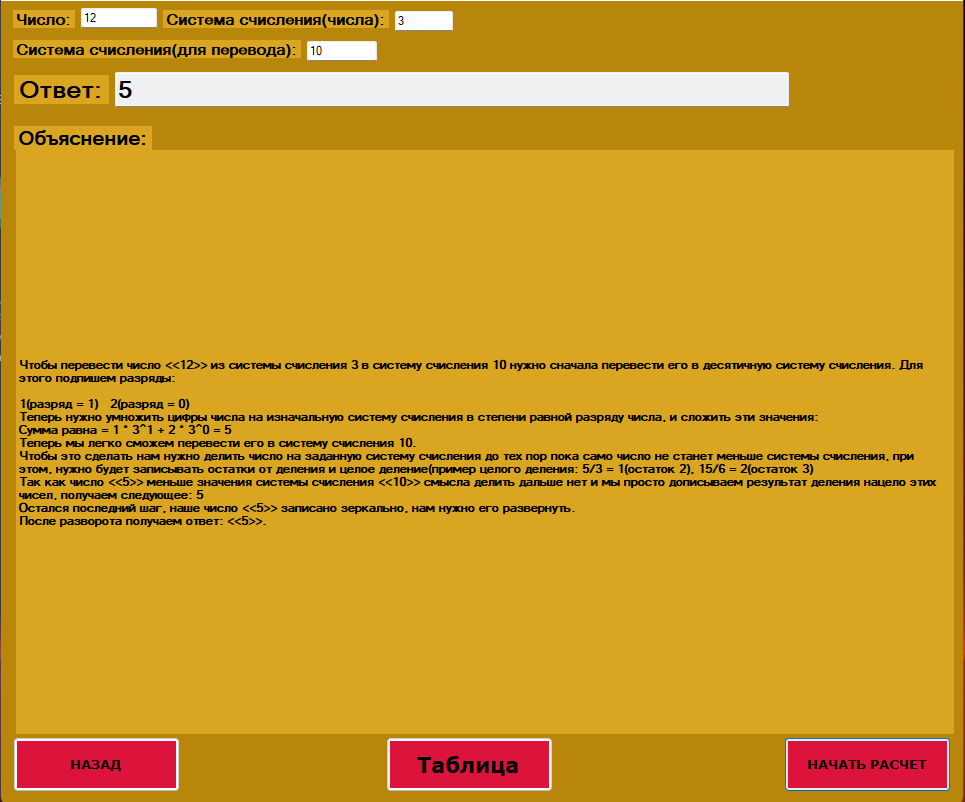 Число: 12 Система счисления(числа): 3
Система счисления(для перевода): 10
Ответ: 5
Объяснение:
Чтобы перевести число <<12>> из системы счисления 3 в систему счисления 10 нужно сначала перевести его в десятичную систему счисления. Для
этого подпишем разряды:
1(разряд = 1) 2(разряд = 0)
Теперь нужно умножить цифры числа на изначальную систему счисления в степени равной разряду числа, и сложить эти значения:
Сумма равна = 1 * 3^1 + 2 * 3^0 = 5
Теперь мы легко сможем перевести его в систему счисления 10.
Чтобы это сделать нам нужно делить число на заданную систему счисления до тех пор пока само число не станет меньше системы счисления, при
этом, нужно будет записывать остатки от деления и целое деление(пример целого деления: 5/3 = 1(остаток 2), 15/6 = 2(остаток 3)
Так как число <<5>> меньше значения системы счисления <<10>> смысла делить дальше нет и мы просто дописываем результат деления нацело этих
чисел, получаем следующее: 5
Остался последний шаг, наше число <<5>> записано зеркально, нам нужно его развернуть.
После разворота получаем ответ: <<5>>.
НАЗАД Таблица НАЧАТЬ РАСЧЕТ